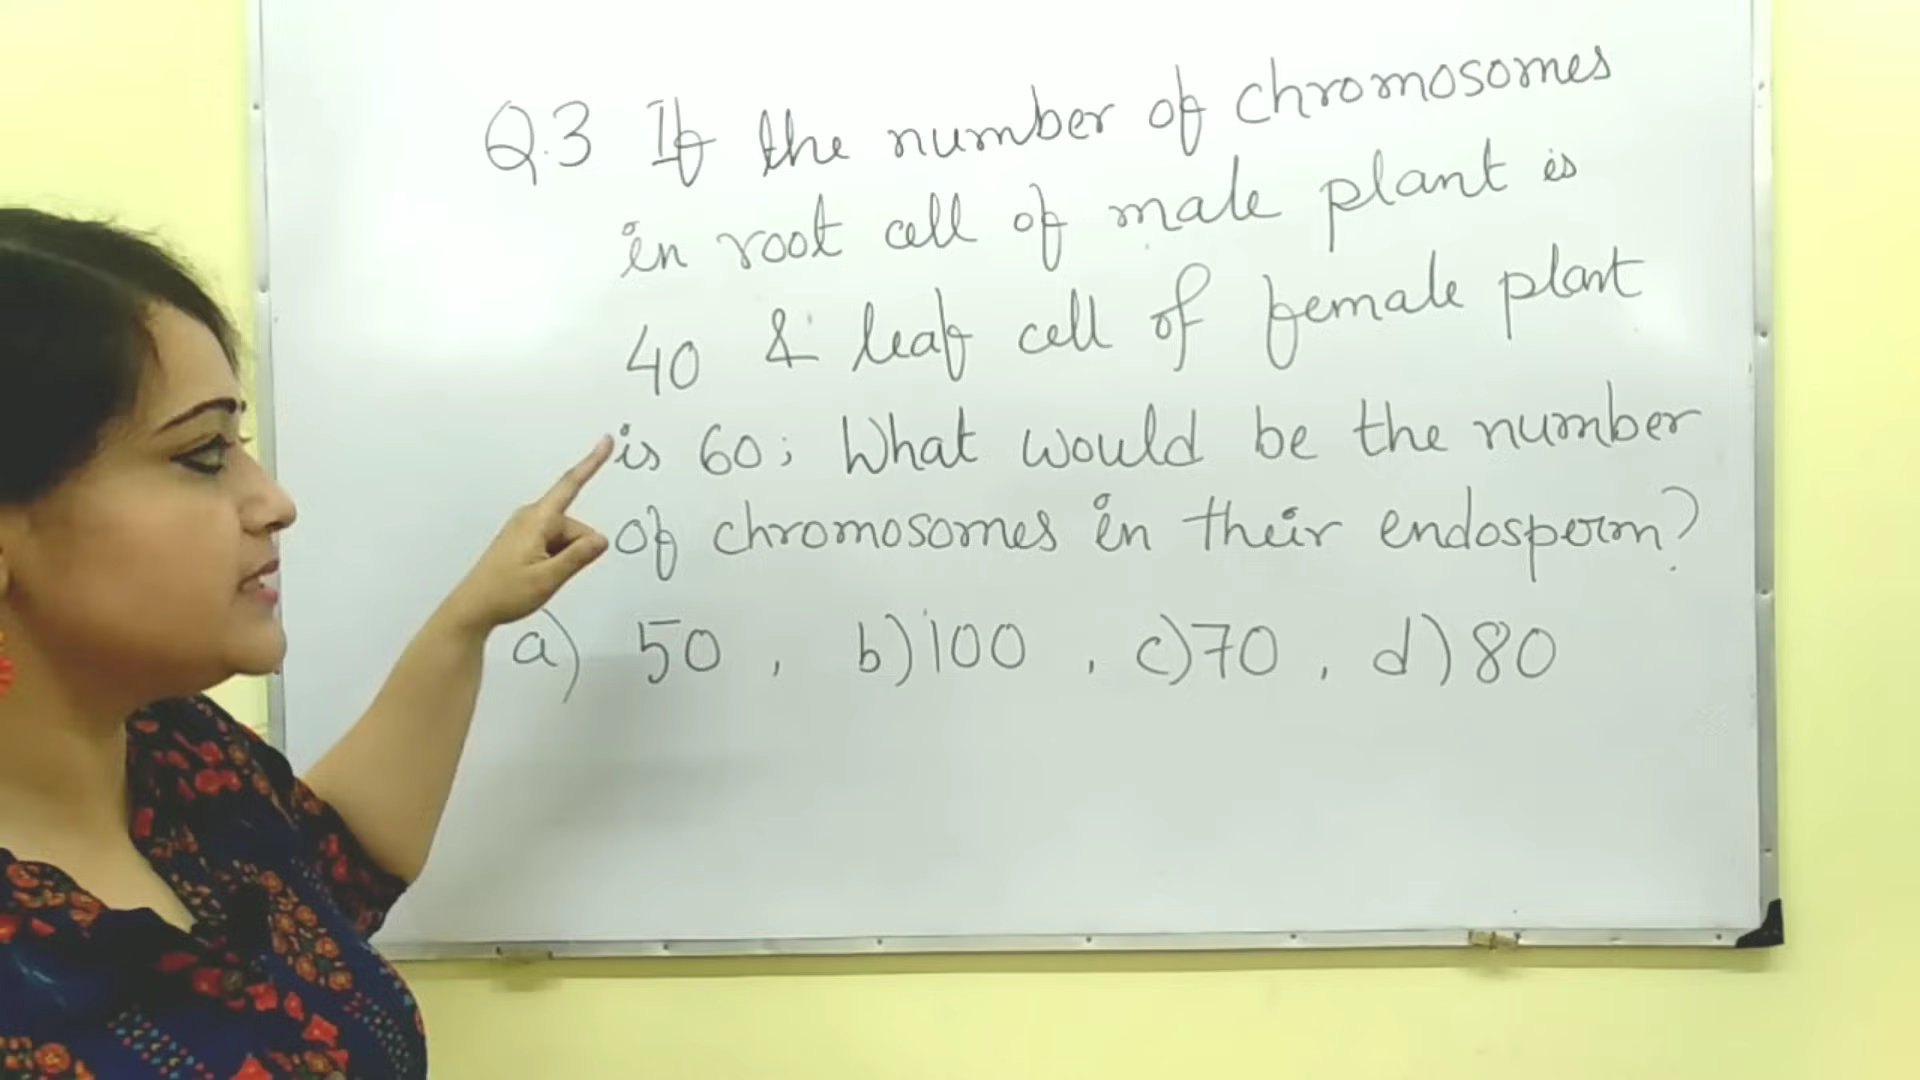 Q.3 If the number of chromosomes
in root cell of male plant is
40 & leaf cell of female plant
is 60; What would be the number
of chromosomes in their endosperm?
a) 50 , b) 100 , c) 70 , d) 80